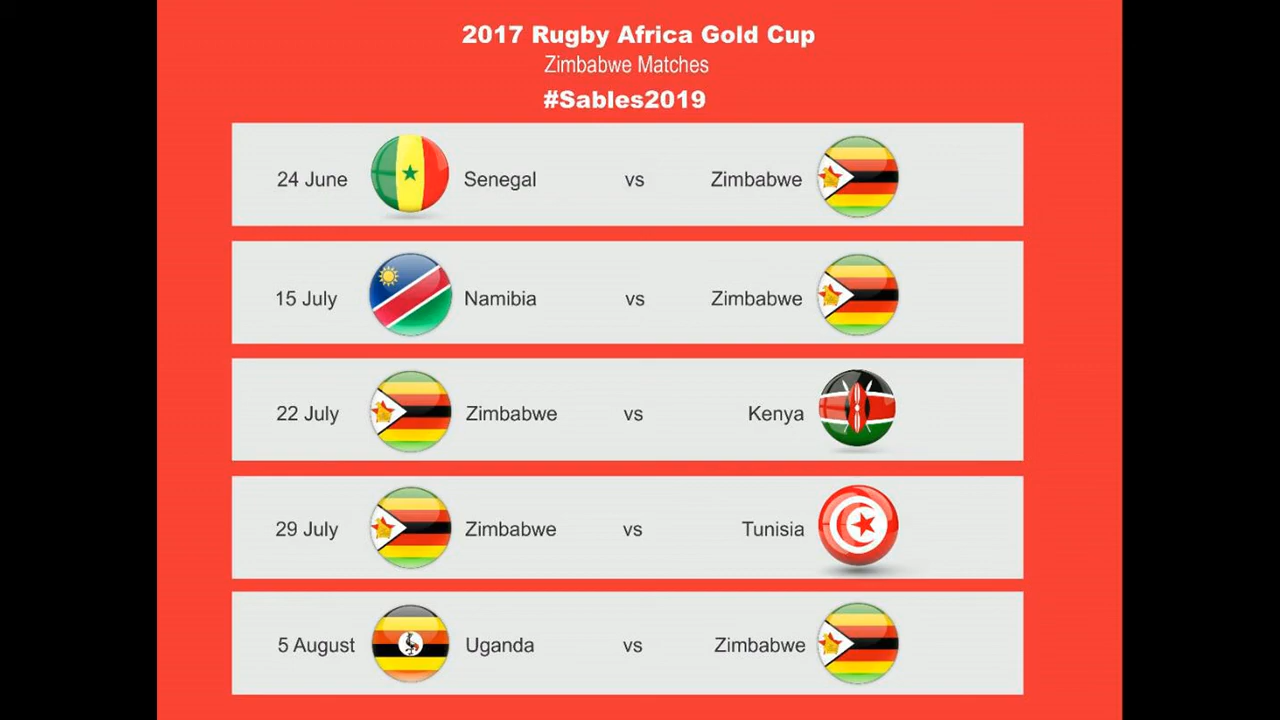 2017 Rugby Africa Gold Cup
Zimbabwe Matches
#Sables2019
24 June Senegal vs Zimbabwe
15 July Namibia vs Zimbabwe
22 July Zimbabwe vs Kenya
29 July Zimbabwe vs Tunisia
5 August Uganda vs Zimbabwe